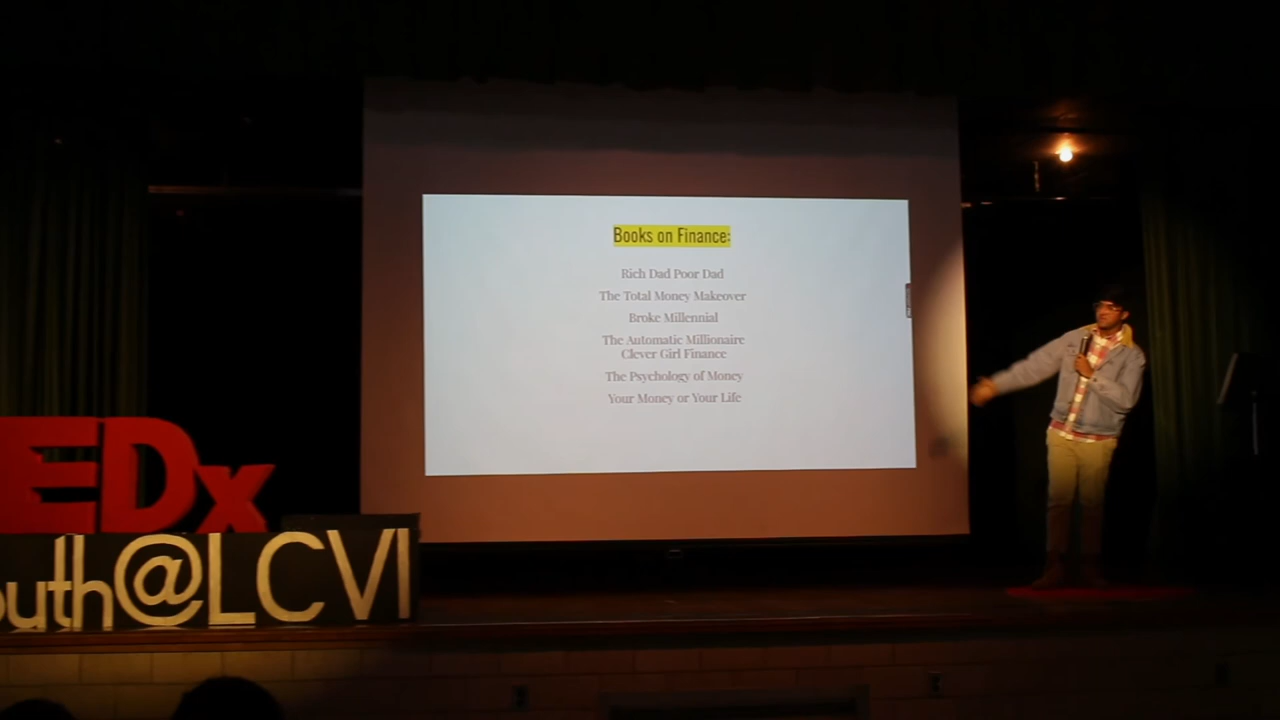 Books on Finance:
Rich Dad Poor Dad
The Total Money Makeover
Broke Millennial
The Automatic Millionaire
Clever Girl Finance
The Psychology of Money
Your Money or Your Life
EDx
outh@LCVI